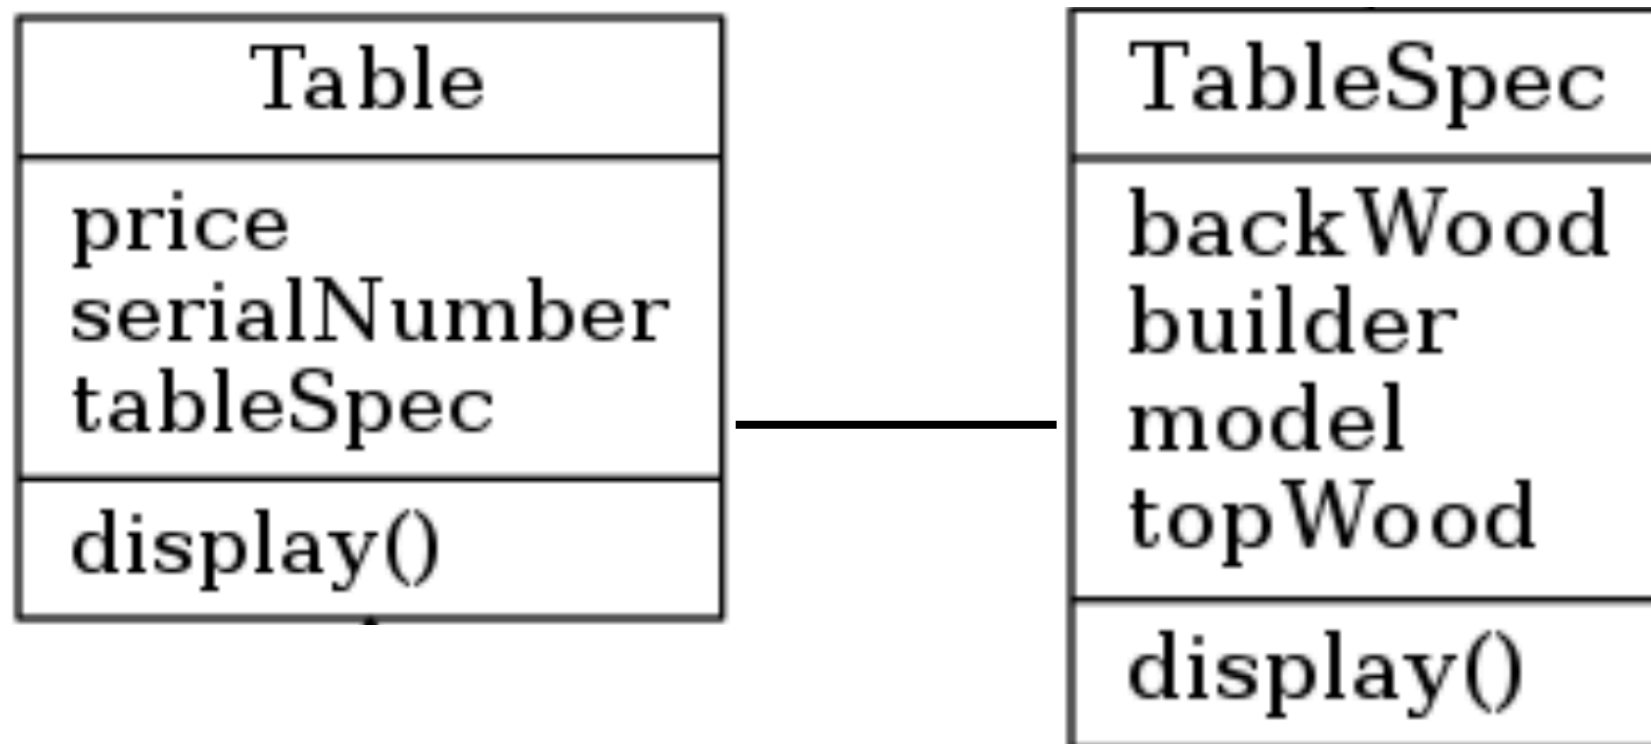 Table
price
serialNumber
tableSpec
display()
TableSpec
backWood
builder
model
topWood
display()